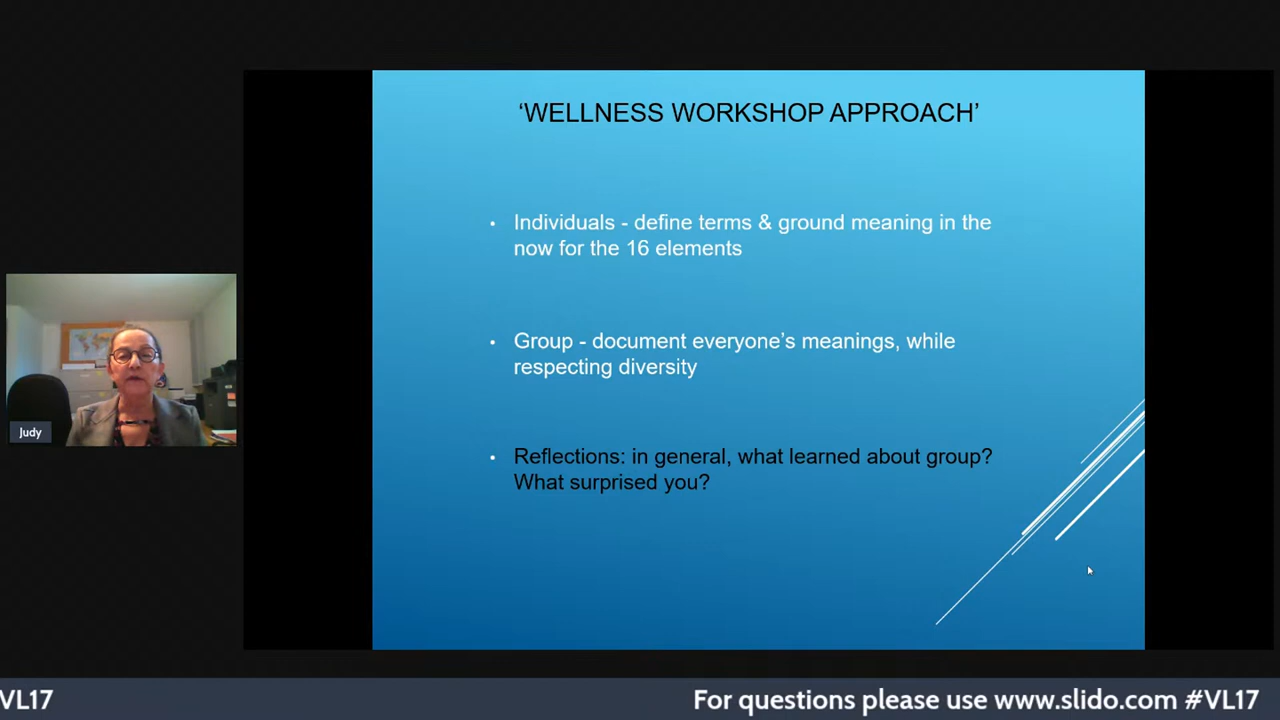 ‘WELLNESS WORKSHOP APPROACH’
• Individuals - define terms & ground meaning in the
now for the 16 elements
• Group - document everyone’s meanings, while
respecting diversity
• Reflections: in general, what learned about group?
What surprised you?
Judy
VL17
For questions please use www.slido.com #VL17